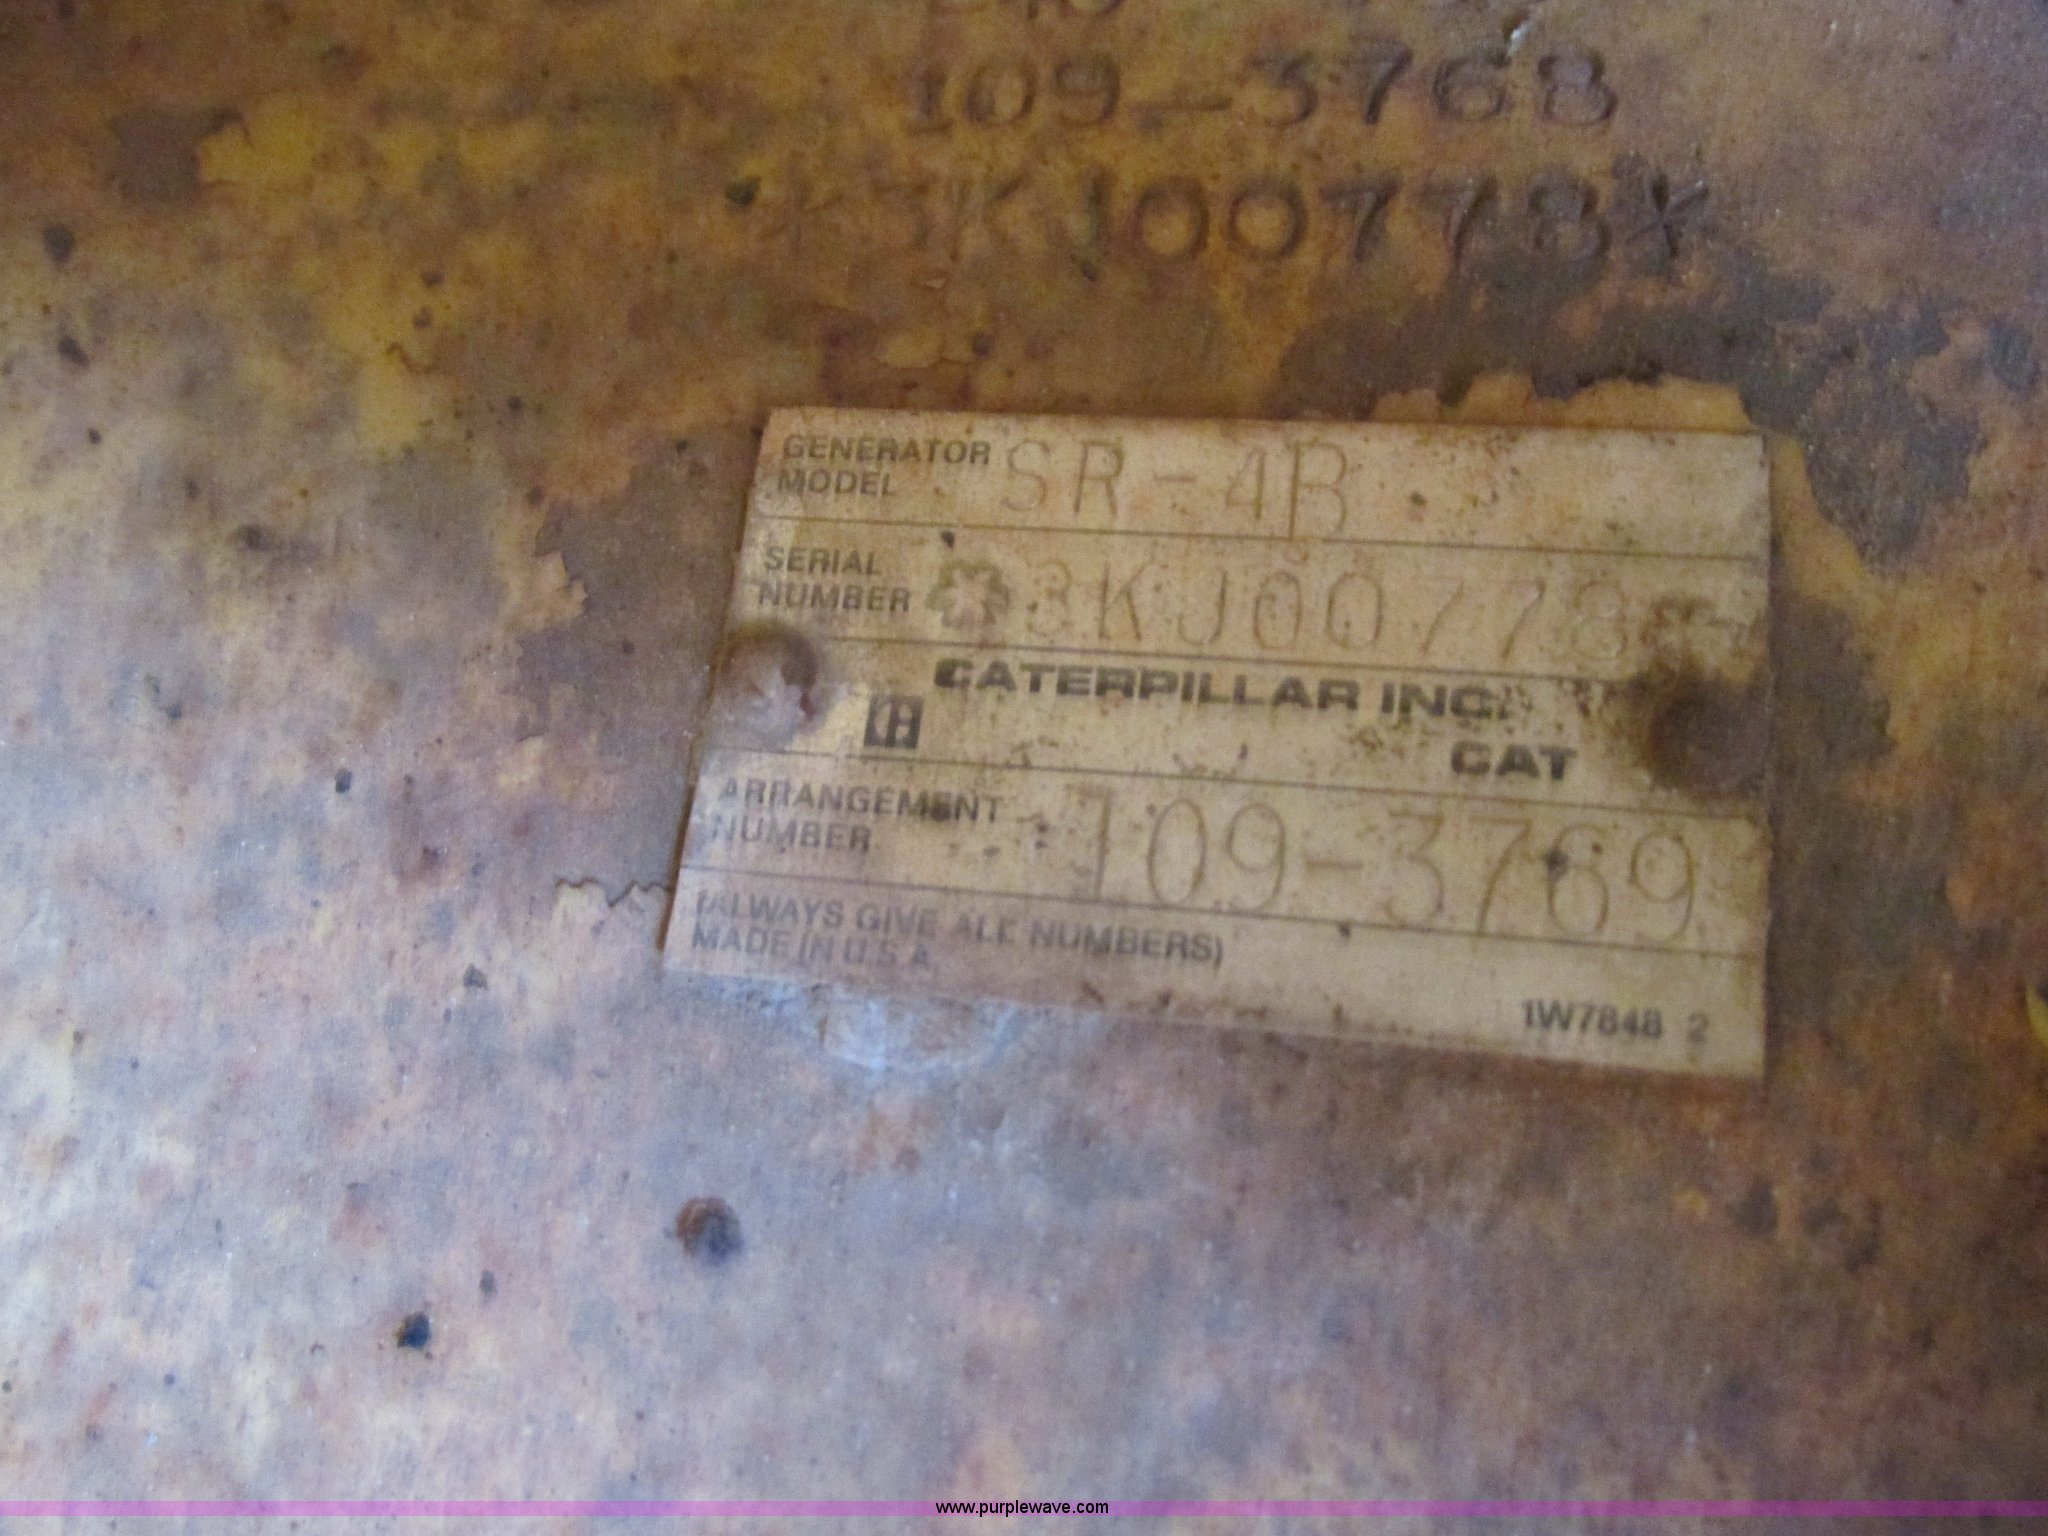 109-3768
*3KJ00778*
GENERATOR
MODEL SR-4B
SERIAL
NUMBER *3KJ00778*
CATERPILLAR INC.
CAT
ARRANGEMENT
NUMBER 109-3769
(ALWAYS GIVE ALL NUMBERS)
MADE IN U.S.A.
1W7848 2
www.purplewave.com